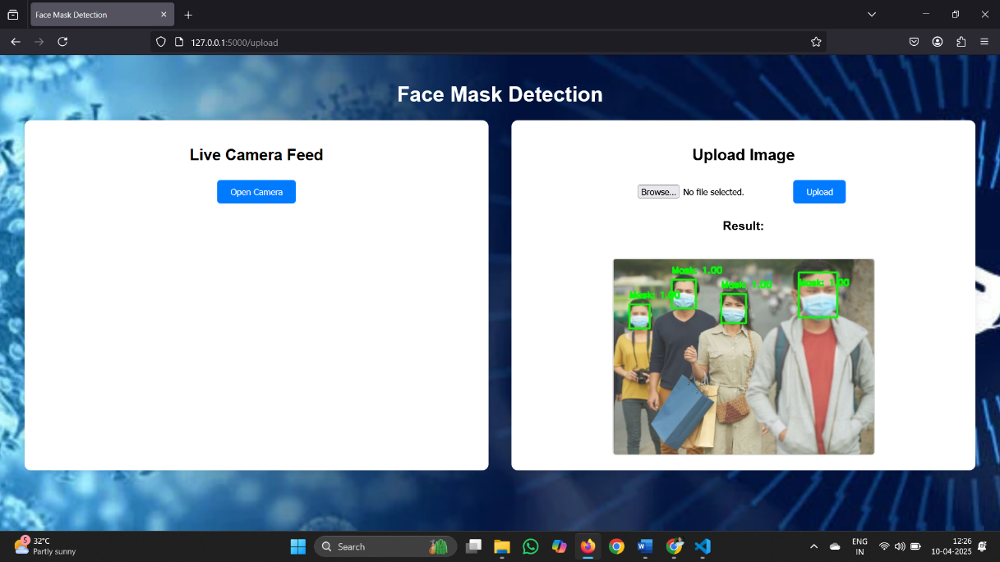 Face Mask Detection
127.0.0.1:5000/upload
Face Mask Detection
Live Camera Feed
Open Camera
Upload Image
Browse... No file selected.
Upload
Result:
Mask: 1.00
Mask: 1.00
Mask: 1.00
Mask: 1.00
5
32°C
Partly sunny
Search
W
ENG
IN
12:26
10-04-2025